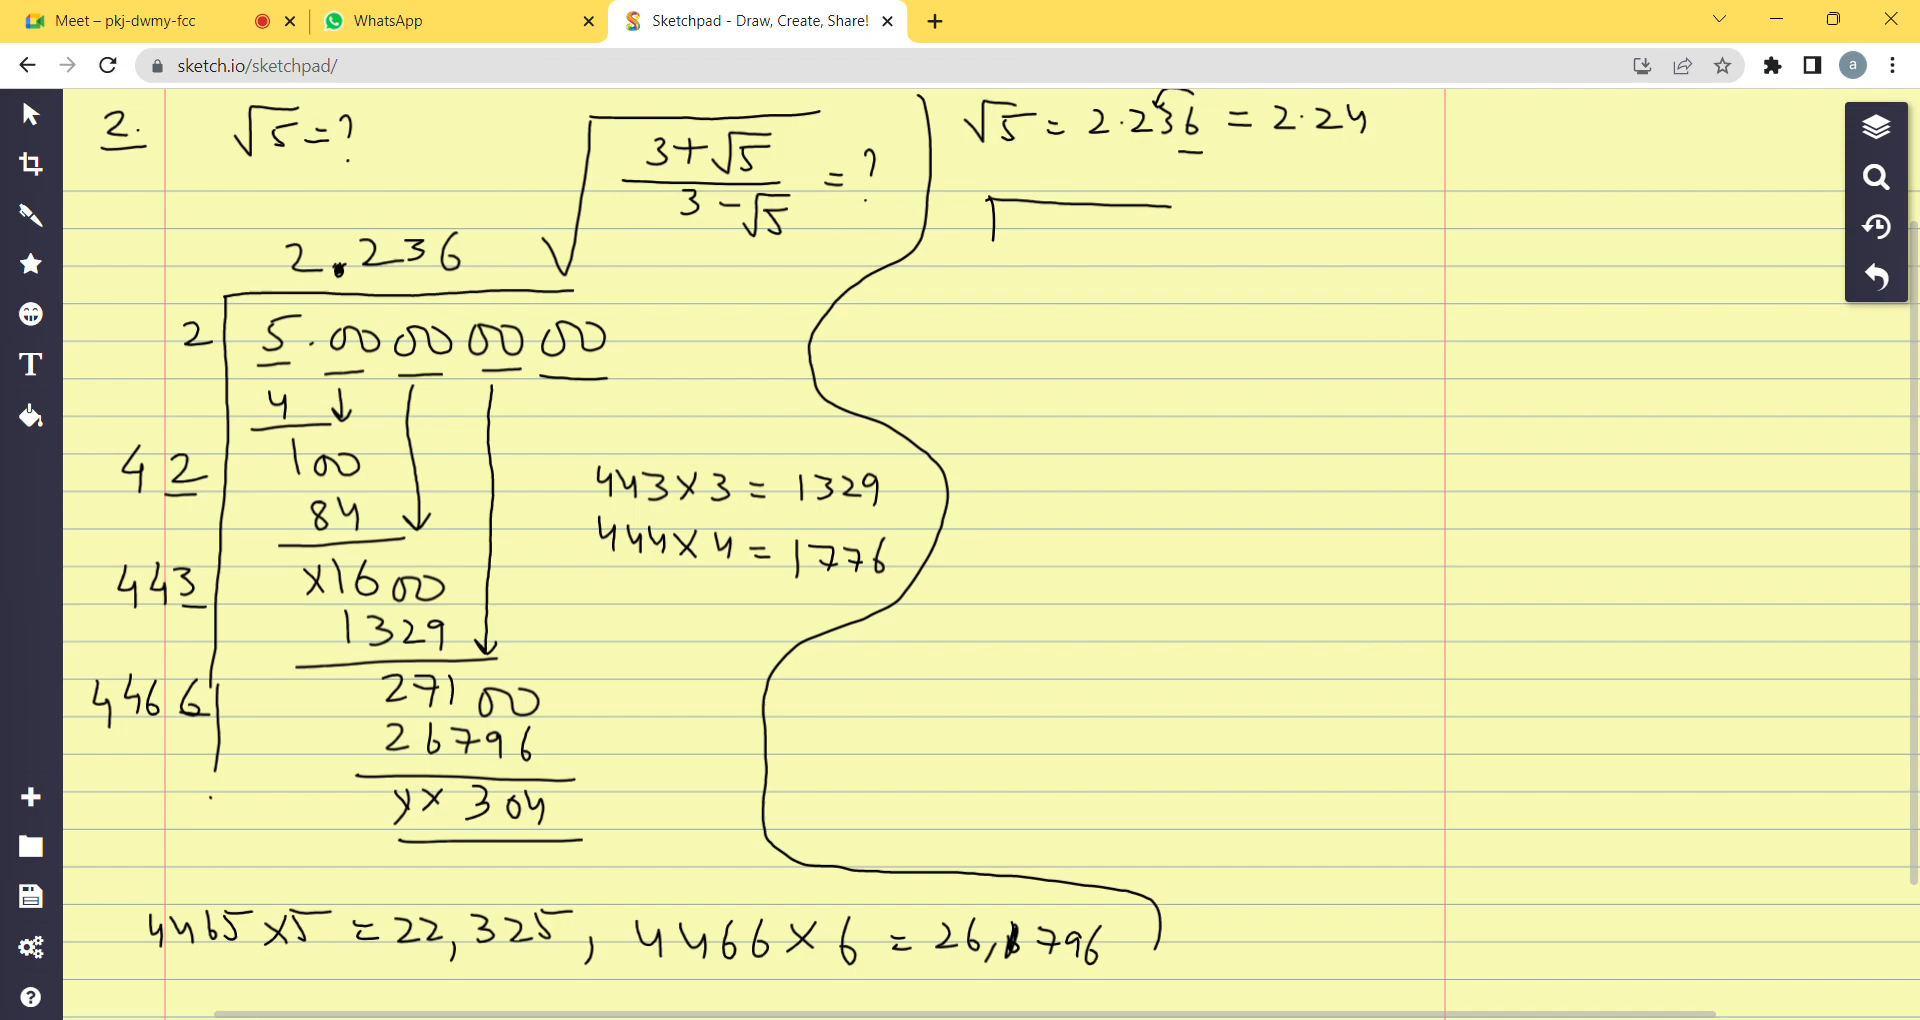 Meet – pkj-dwmy-fcc
WhatsApp
Sketchpad - Draw, Create, Share!
sketch.io/sketchpad/
a
2. √5 = ?
√((3+√5)/(3-√5)) = ?
√5 = 2.236 = 2.24
2.236
2 5.00 00 00 00
4
42 100
84
443 x1600
1329
4466 27100
26796
xx 304
443 x 3 = 1329
444 x 4 = 1776
4465 x 5 = 22,325, 4466 x 6 = 26,796
T
?